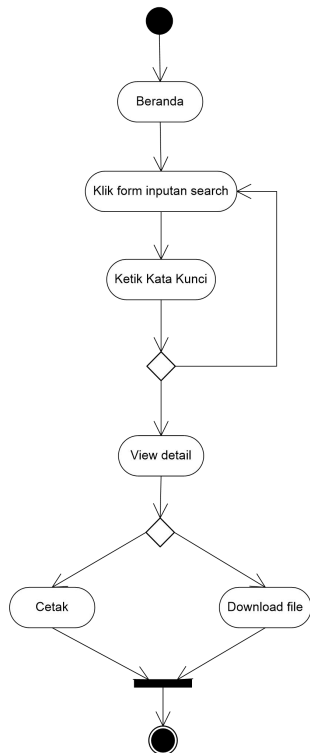 Beranda
Klik form inputan search
Ketik Kata Kunci
View detail
Cetak
Download file